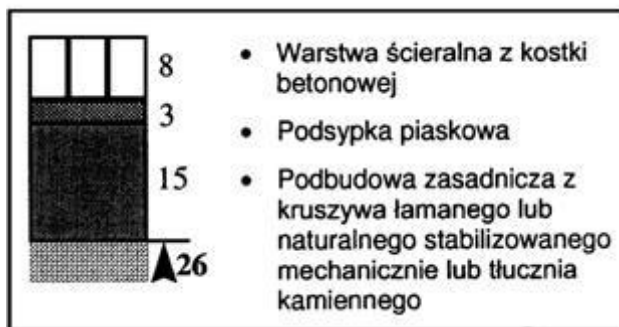 8
• Warstwa ścieralna z kostki
betonowej
3
• Podsypka piaskowa
15
• Podbudowa zasadnicza z
kruszywa łamanego lub
naturalnego stabilizowanego
mechanicznie lub tłucznia
kamiennego
26